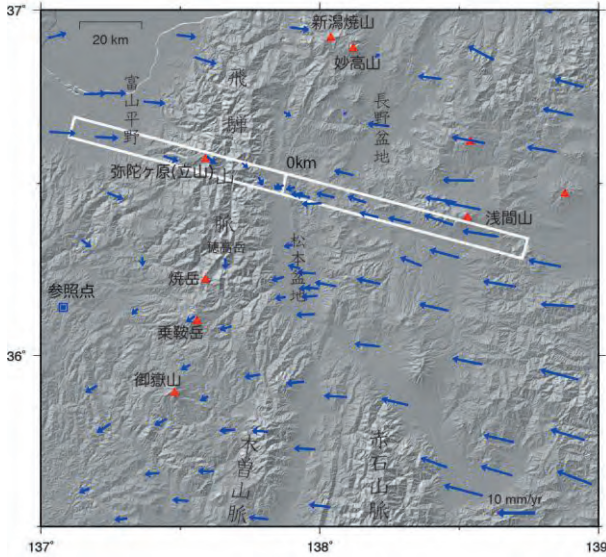 37°
20 km
新潟焼山
妙高山
飛騨山脈
富山平野
長野盆地
弥陀ヶ原(立山)
0km
浅間山
穂高岳
松本盆地
参照点
焼岳
乗鞍岳
36°
御嶽山
木曽山脈
赤石山脈
10 mm/yr
137°
138°
139°